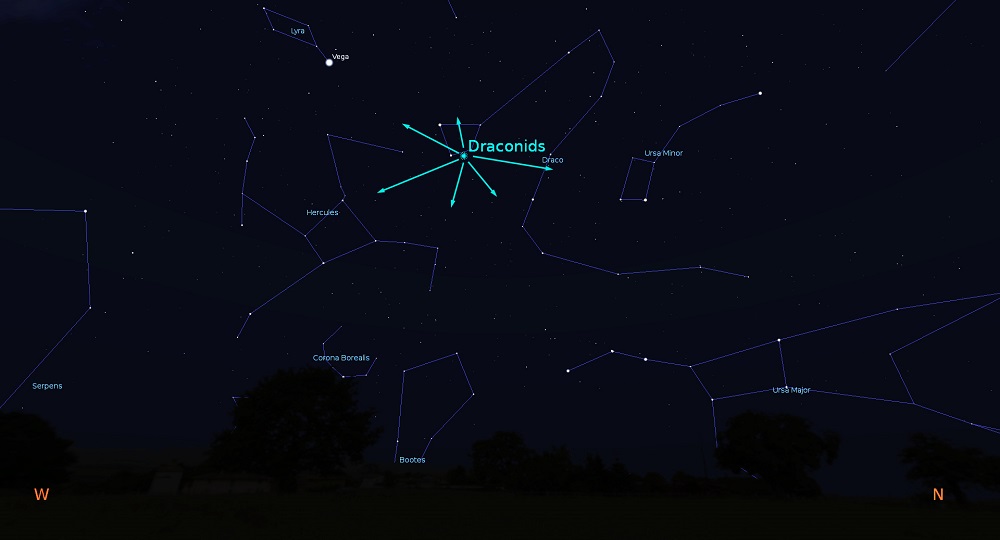 Lyra
Vega
Draconids
Draco
Ursa Minor
Hercules
Corona Borealis
Serpens
Ursa Major
Bootes
W
N